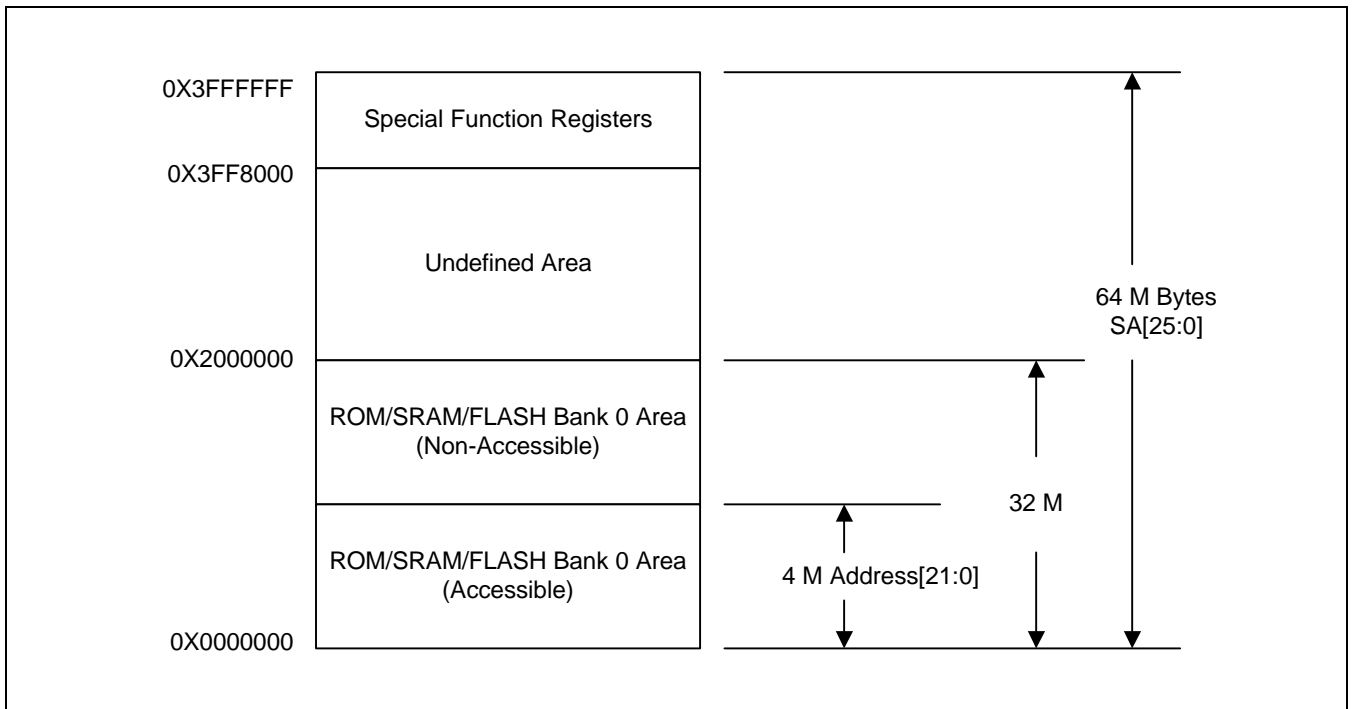 0X3FFFFFF
Special Function Registers
0X3FF8000
Undefined Area
64 M Bytes
SA[25:0]
0X2000000
ROM/SRAM/FLASH Bank 0 Area
(Non-Accessible)
32 M
ROM/SRAM/FLASH Bank 0 Area
(Accessible)
4 M Address[21:0]
0X0000000